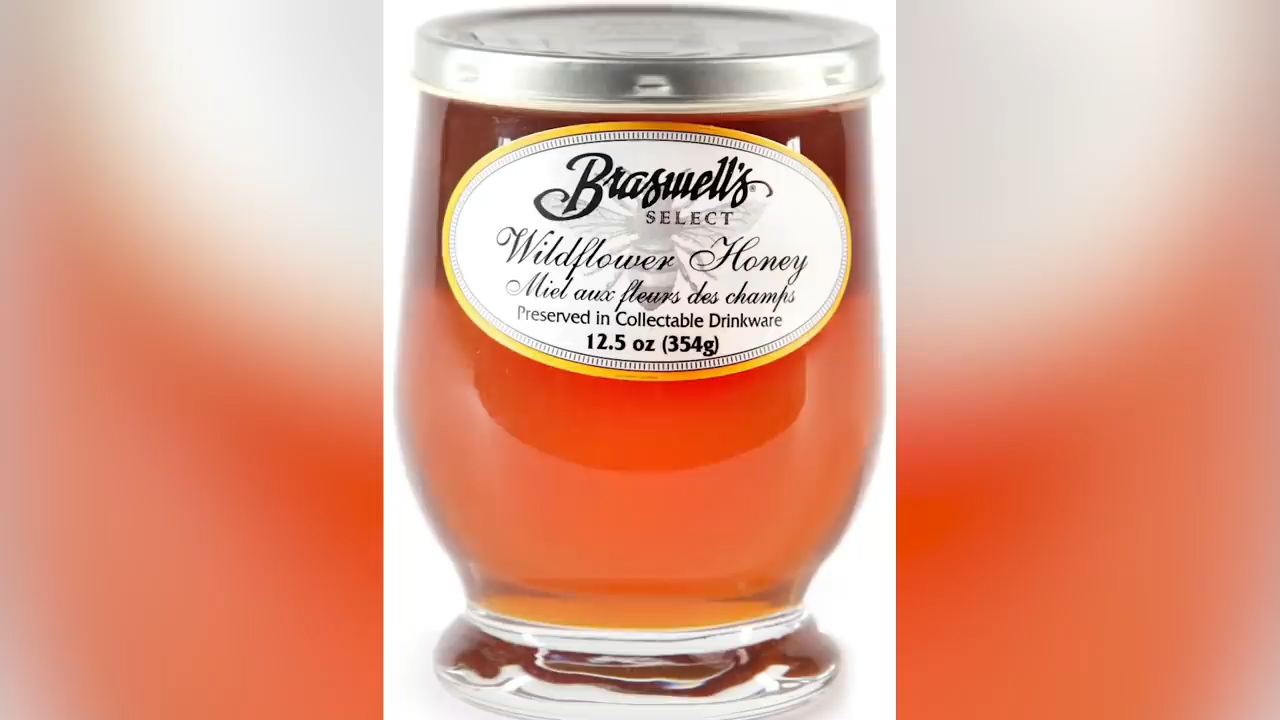 Braswell's®
SELECT
Wildflower Honey
Miel aux fleurs des champs
Preserved in Collectable Drinkware
12.5 oz (354g)